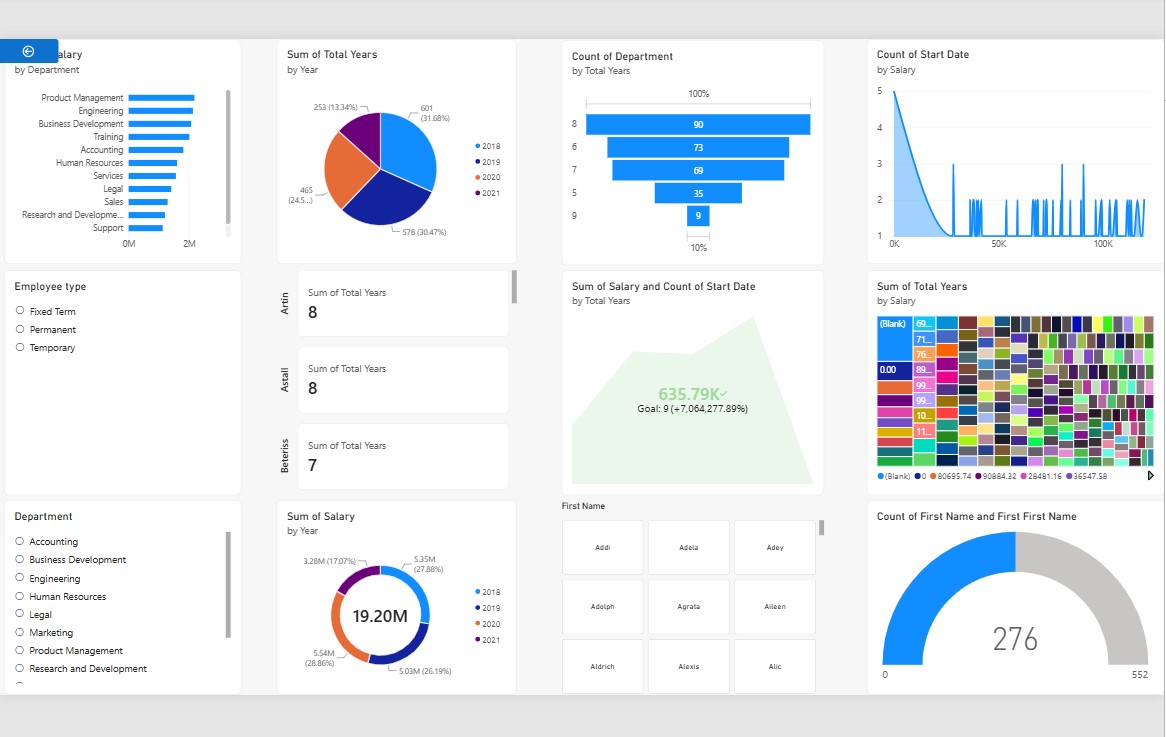 alary
by Department
Product Management
Engineering
Business Development
Training
Accounting
Human Resources
Services
Legal
Sales
Research and Developme...
Support
0M 2M
Sum of Total Years
by Year
253 (13.34%)
601
(31.68%)
465
(24.5...)
578 (30.47%)
2018
2019
2020
2021
Count of Department
by Total Years
100%
8 90
6 73
7 69
5 35
9 9
10%
Count of Start Date
by Salary
5
4
3
2
1
0K 50K 100K
Employee type
Fixed Term
Permanent
Temporary
Artin
Sum of Total Years
8
Astall
Sum of Total Years
8
Beteriss
Sum of Total Years
7
Sum of Salary and Count of Start Date
by Total Years
635.79K
Goal: 9 (+7,064,277.89%)
Sum of Total Years
by Salary
(Blank)
0.00
69...
71...
76...
89...
99...
99...
10...
11...
(Blank) 0 80695.74 90884.32 28481.16 36547.58
Department
Accounting
Business Development
Engineering
Human Resources
Legal
Marketing
Product Management
Research and Development
Sum of Salary
by Year
3.28M (17.07%)
5.35M
(27.88%)
19.20M
5.54M
(28.86%)
5.03M (26.19%)
2018
2019
2020
2021
First Name
Addi
Adela
Adey
Adolph
Agrata
Aileen
Aldrich
Alexis
Alic
Count of First Name and First First Name
276
0 552